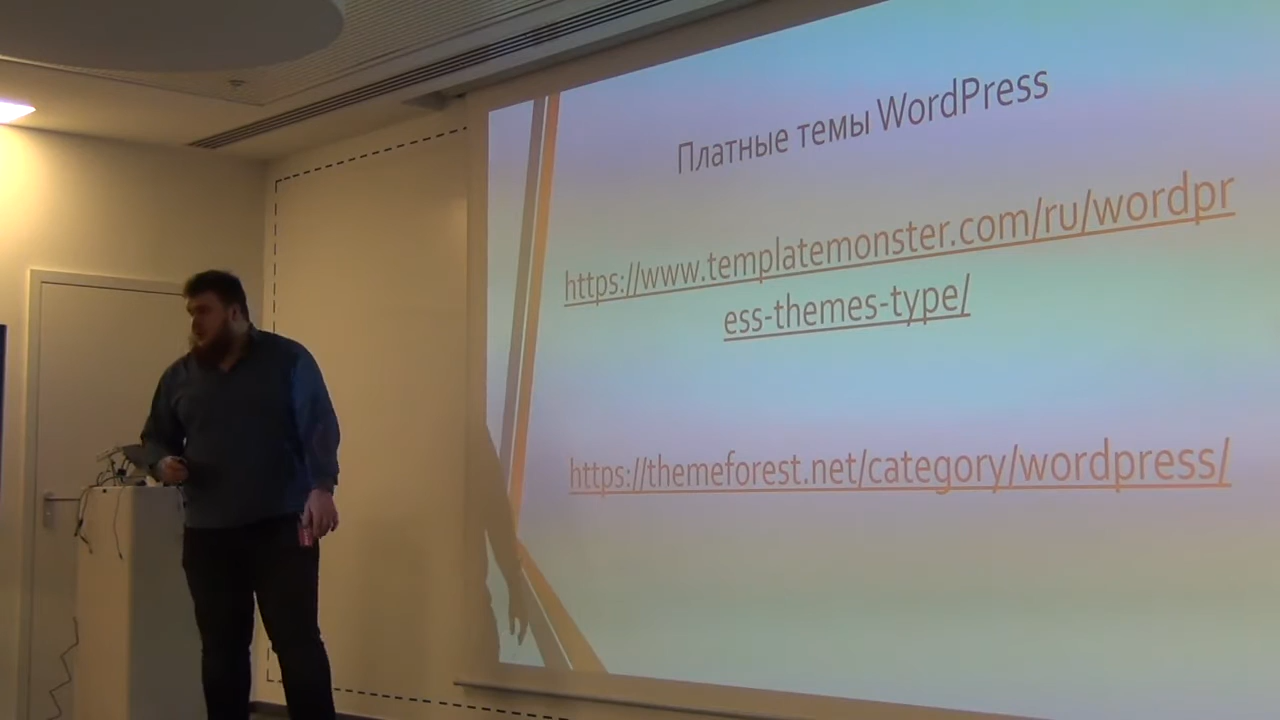 Платные темы WordPress
https://www.templatemonster.com/ru/wordpr
ess-themes-type/
https://themeforest.net/category/wordpress/